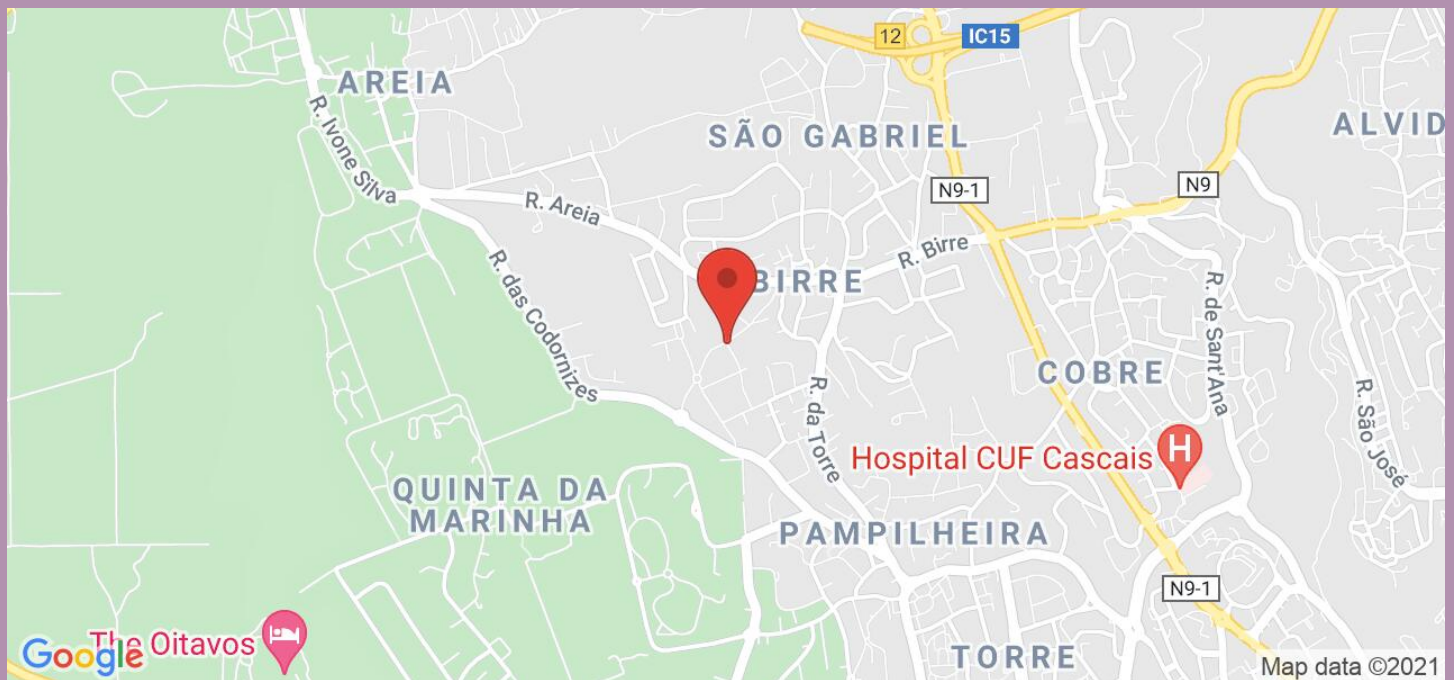 12
IC15
AREIA
ALVID
SÃO GABRIEL
R. Ivone Silva
N9-1
N9
R. Areia
R. Birre
BIRRE
R. das Codornizes
R. de Sant'Ana
COBRE
R. da Torre
R. São José
Hospital CUF Cascais
H
QUINTA DA
MARINHA
PAMPILHEIRA
N9-1
The Oitavos
Google
TORRE
Map data ©2021